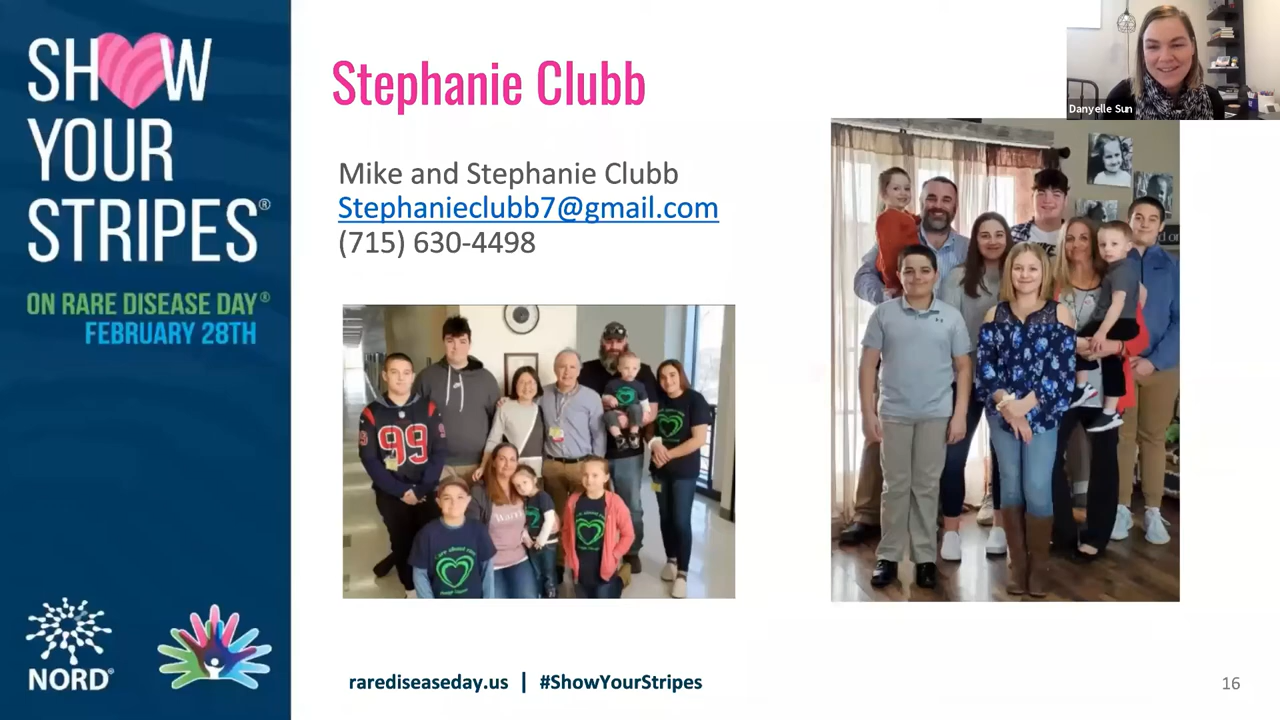 SHOW
YOUR
STRIPES®
ON RARE DISEASE DAY®
FEBRUARY 28TH
NORD®
Stephanie Clubb
Mike and Stephanie Clubb
Stephanieclubb7@gmail.com
(715) 630-4498
99
rarediseaseday.us | #ShowYourStripes
16
Danyelle Sun